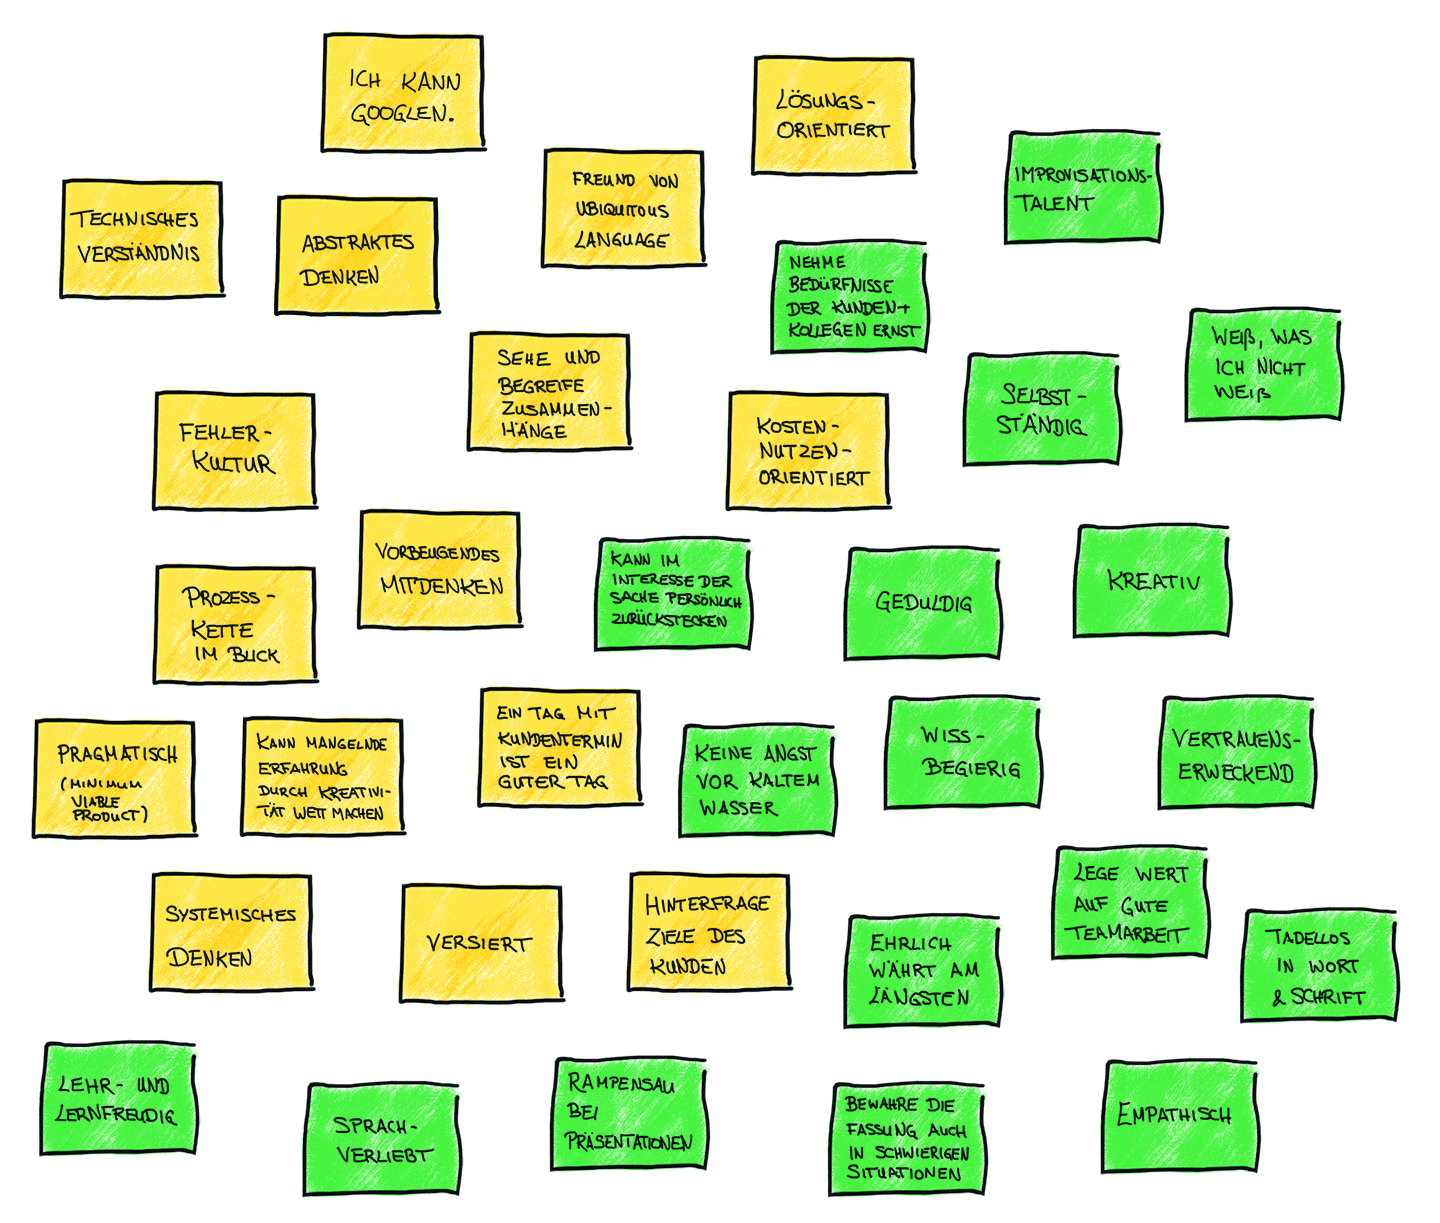 ICH KANN
GOOGLEN.
LÖSUNGS-
ORIENTIERT
IMPROVISATIONS-
TALENT
FREUND VON
UBIQUITOUS
LANGUAGE
TECHNISCHES
VERSTÄNDNIS
ABSTRAKTES
DENKEN
NEHME
BEDÜRFNISSE
DER KUNDEN+
KOLLEGEN ERNST
WEIß, WAS
ICH NICHT
WEIß
SEHE UND
BEGREIFE
ZUSAMMEN-
HÄNGE
SELBST-
STÄNDIG
FEHLER-
KULTUR
KOSTEN-
NUTZEN-
ORIENTIERT
VORBEUGENDES
MITDENKEN
KANN IM
INTERESSE DER
SACHE PERSÖNLICH
ZURÜCKSTECKEN
GEDULDIG
KREATIV
PROZESS-
KETTE
IM BLICK
EIN TAG MIT
KUNDENTERMIN
IST EIN
GUTER TAG
PRAGMATISCH
(MINIMUM
VIABLE
PRODUCT)
KANN MANGELNDE
ERFAHRUNG
DURCH KREATIVI-
TÄT WETT MACHEN
KEINE ANGST
VOR KALTEM
WASSER
WISS-
BEGIERIG
VERTRAUENS-
ERWECKEND
SYSTEMISCHES
DENKEN
VERSIERT
HINTERFRAGE
ZIELE DES
KUNDEN
LEGE WERT
AUF GUTE
TEAMARBEIT
EHRLICH
WÄHRT AM
LÄNGSTEN
TADELLOS
IN WORT
& SCHRIFT
LEHR- UND
LERNFREUDIG
SPRACH-
VERLIEBT
RAMPENSAU
BEI
PRÄSENTATIONEN
BEWAHRE DIE
FASSUNG AUCH
IN SCHWIERIGEN
SITUATIONEN
EMPATHISCH